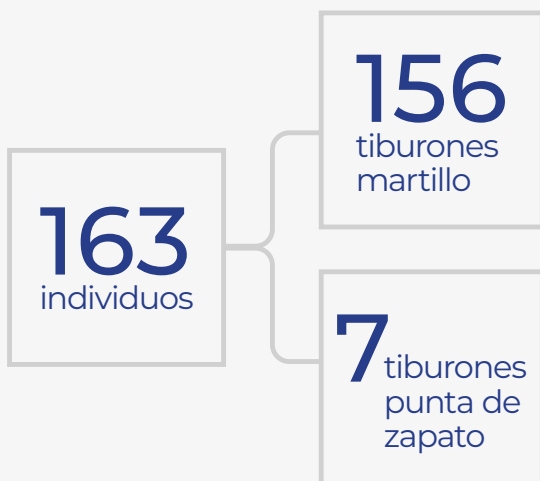 163
individuos
156
tiburones
martillo
7
tiburones
punta de
zapato